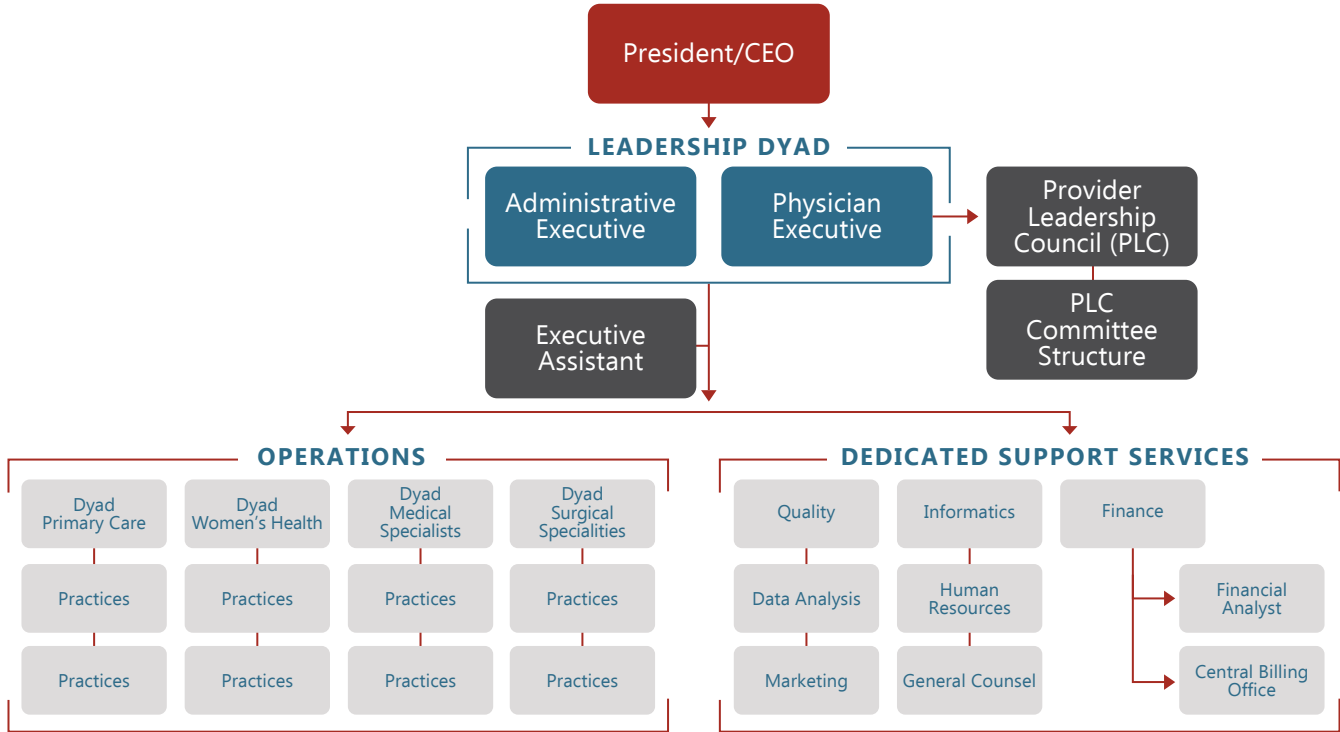 President/CEO
LEADERSHIP DYAD
Administrative
Executive
Physician
Executive
Provider
Leadership
Council (PLC)
Executive
Assistant
PLC
Committee
Structure
OPERATIONS
Dyad
Primary Care
Dyad
Women's Health
Dyad
Medical
Specialists
Dyad
Surgical
Specialities
Practices
Practices
Practices
Practices
Practices
Practices
Practices
Practices
DEDICATED SUPPORT SERVICES
Quality
Informatics
Finance
Data Analysis
Human
Resources
Financial
Analyst
Marketing
General Counsel
Central Billing
Office